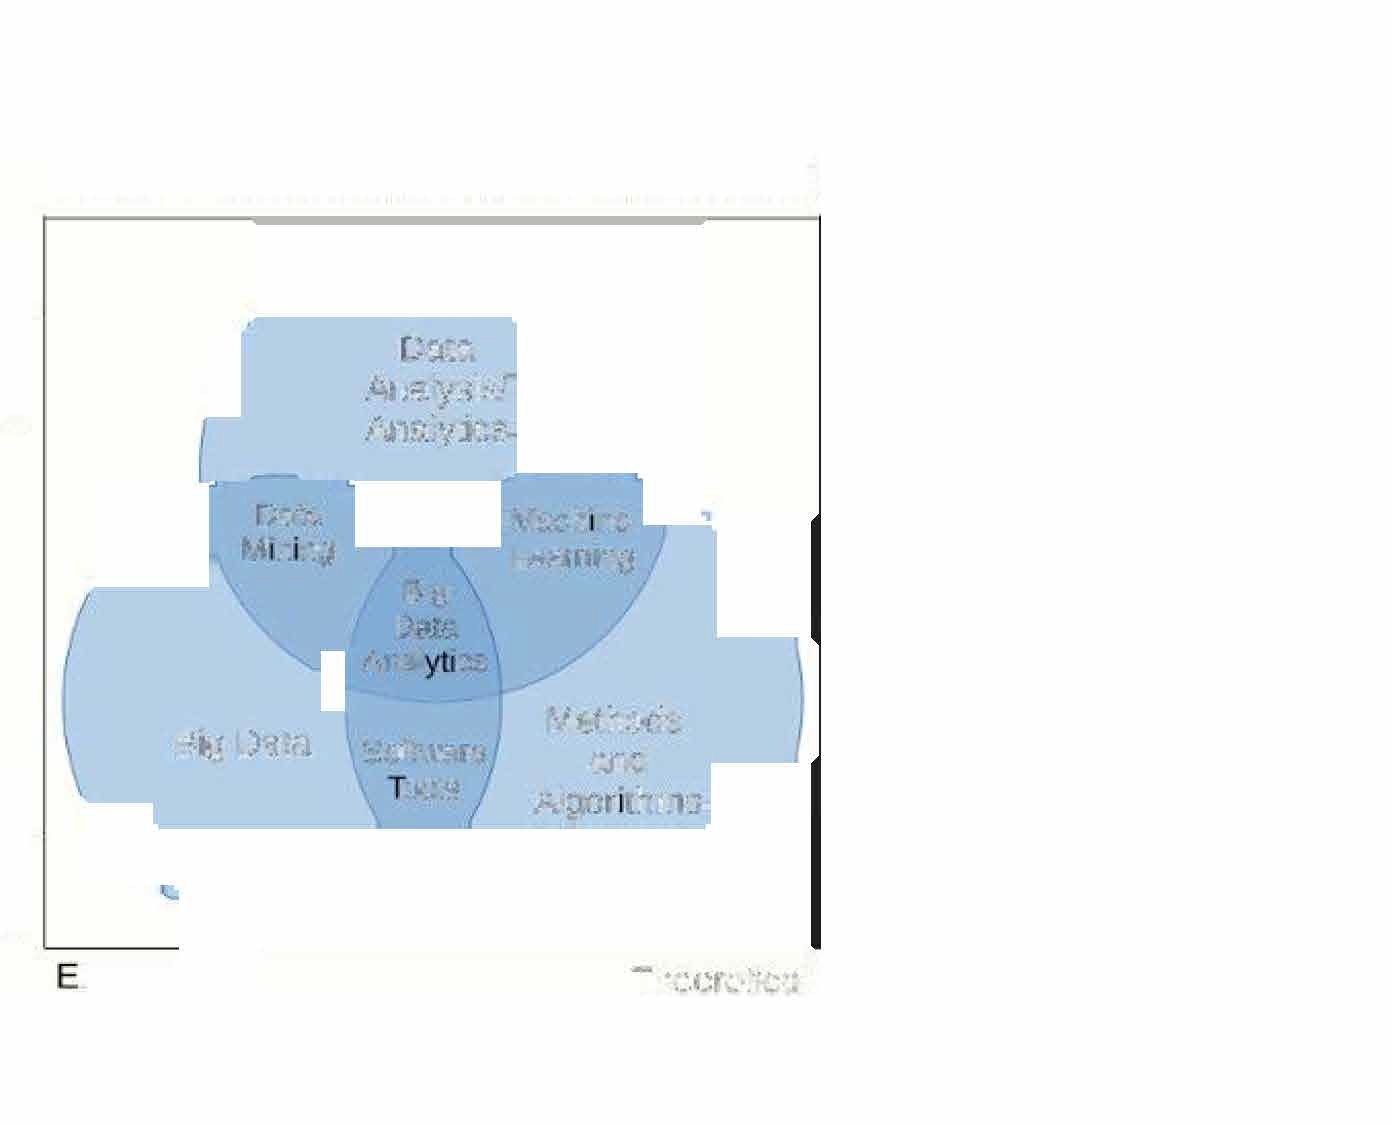 Data
Analysis/
Analytics
Data
Mining
Machine
Learning
Big
Data
Analytics
Big Data
Software
Tools
Methods
and
Algorithms
E
Theoretical